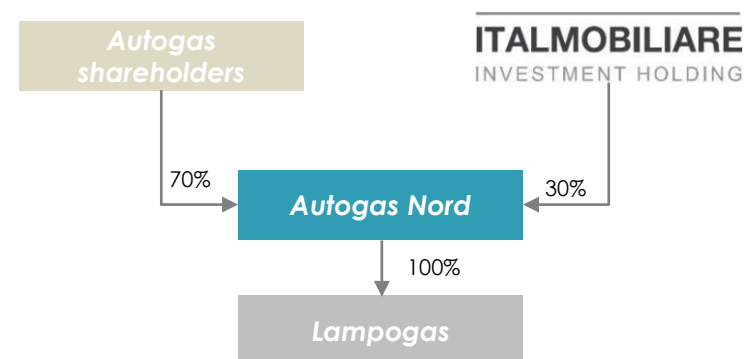 Autogas
shareholders
ITALMOBILIARE
INVESTMENT HOLDING
70%
30%
Autogas Nord
100%
Lampogas